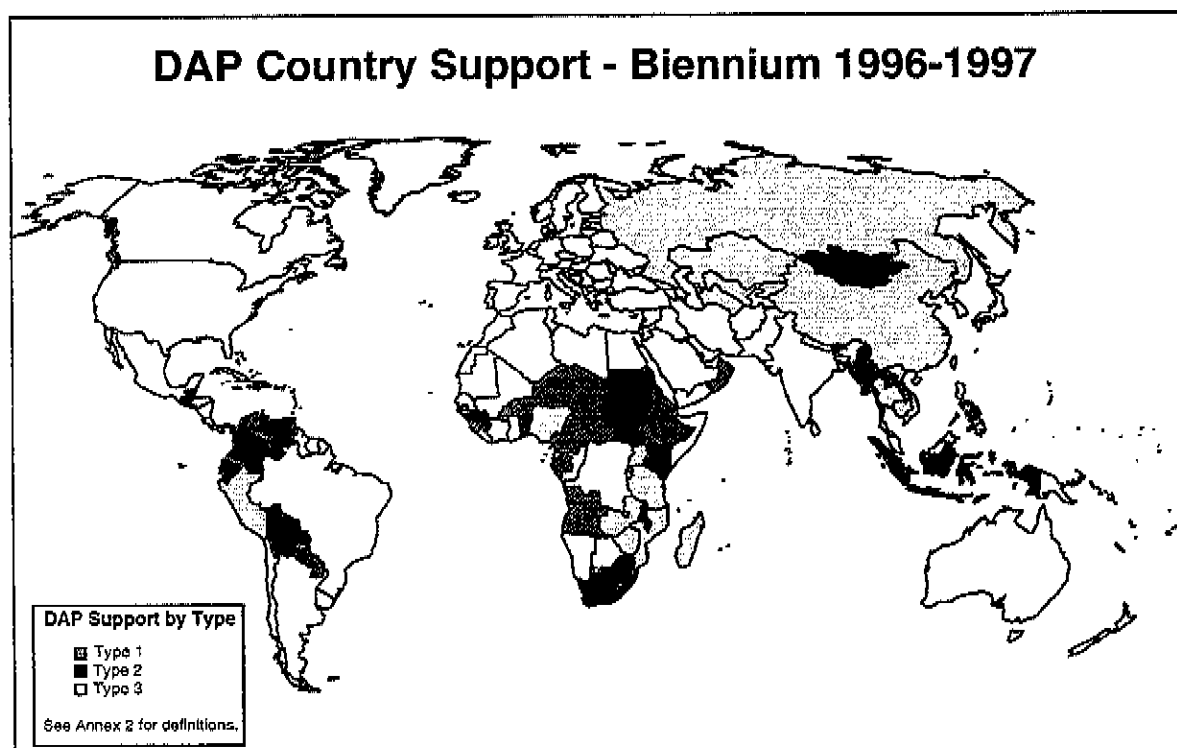 DAP Country Support - Biennium 1996-1997
DAP Support by Type
Type 1
Type 2
Type 3
See Annex 2 for definitions.